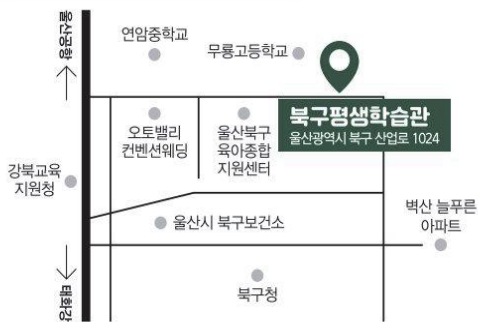 울산공항
연암중학교
무룡고등학교
북구평생학습관
울산광역시 북구 산업로 1024
오토밸리
컨벤션웨딩
울산북구
육아종합
지원센터
강북교육
지원청
울산시 북구보건소
벽산 늘푸른
아파트
북구청
태화강